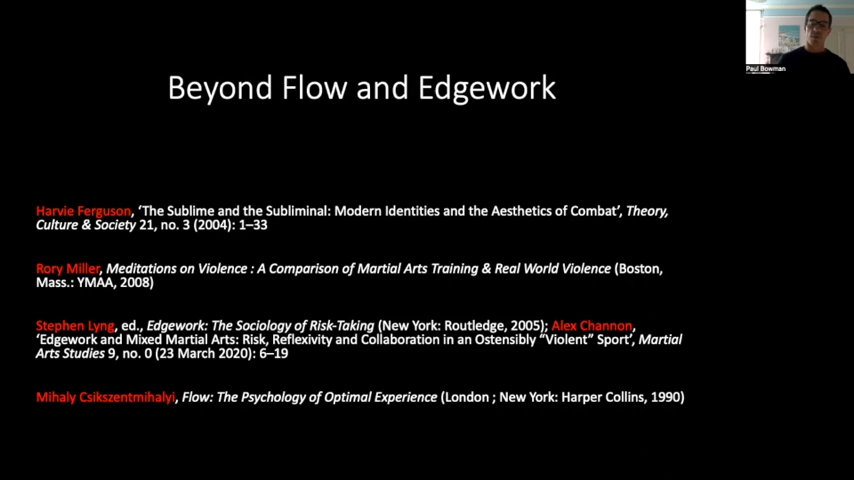 Paul Bowman
Beyond Flow and Edgework
Harvie Ferguson, ‘The Sublime and the Subliminal: Modern Identities and the Aesthetics of Combat’, Theory,
Culture & Society 21, no. 3 (2004): 1–33
Rory Miller, Meditations on Violence : A Comparison of Martial Arts Training & Real World Violence (Boston,
Mass.: YMAA, 2008)
Stephen Lyng, ed., Edgework: The Sociology of Risk-Taking (New York: Routledge, 2005); Alex Channon,
‘Edgework and Mixed Martial Arts: Risk, Reflexivity and Collaboration in an Ostensibly “Violent” Sport’, Martial
Arts Studies 9, no. 0 (23 March 2020): 6–19
Mihaly Csikszentmihalyi, Flow: The Psychology of Optimal Experience (London ; New York: Harper Collins, 1990)